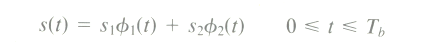 s(t) = s₁ϕ₁(t) + s₂ϕ₂(t) 0 ⩽ t ⩽ T_b